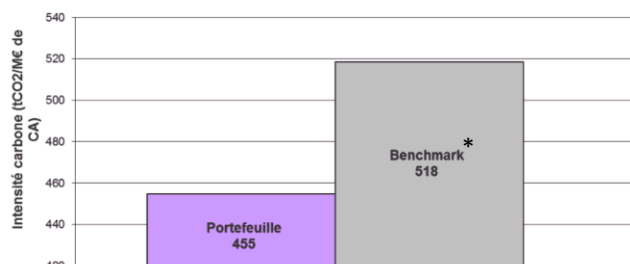 540
520
500
480
460
440
Intensité carbone (tCO2/M€ de
CA)
Portefeuille
455
Benchmark *
518